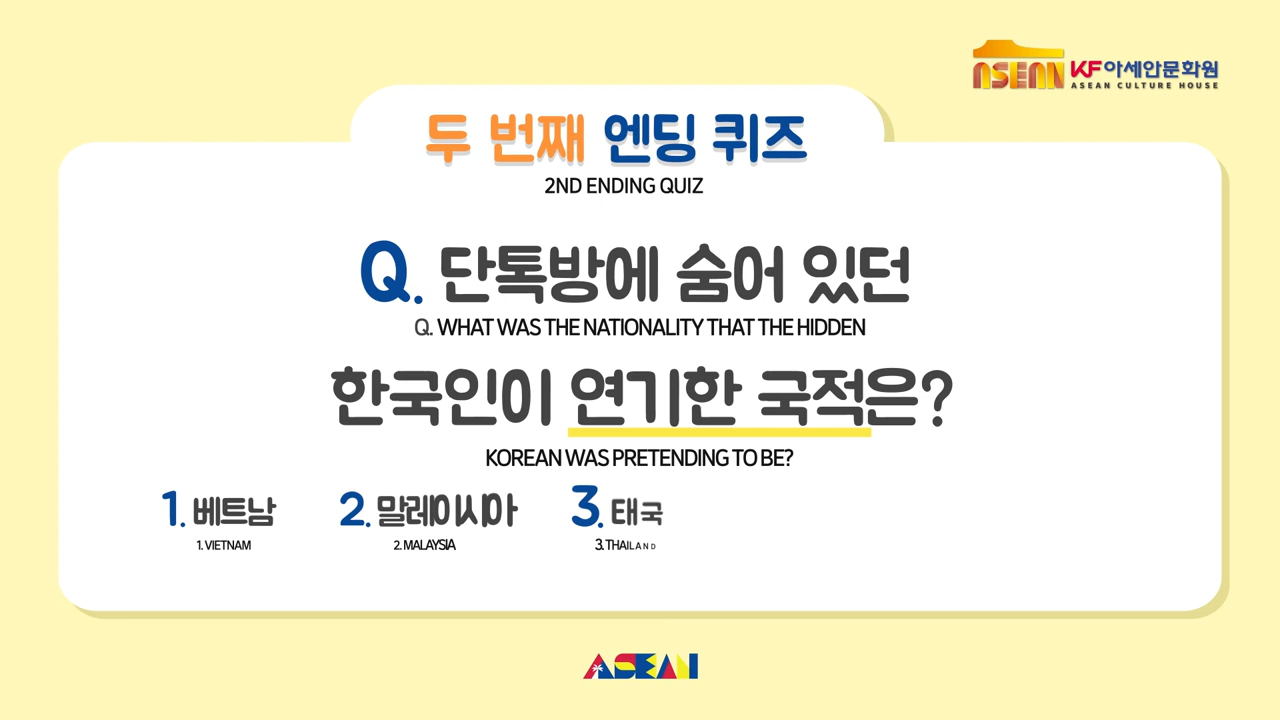 ASEAN KF아세안문화원
ASEAN CULTURE HOUSE
두 번째 엔딩 퀴즈
2ND ENDING QUIZ
Q. 단톡방에 숨어 있던
Q. WHAT WAS THE NATIONALITY THAT THE HIDDEN
한국인이 연기한 국적은?
KOREAN WAS PRETENDING TO BE?
1. 베트남 2. 말레이시아 3. 태국
1. VIETNAM 2. MALAYSIA 3. THAILAND
ASEAN